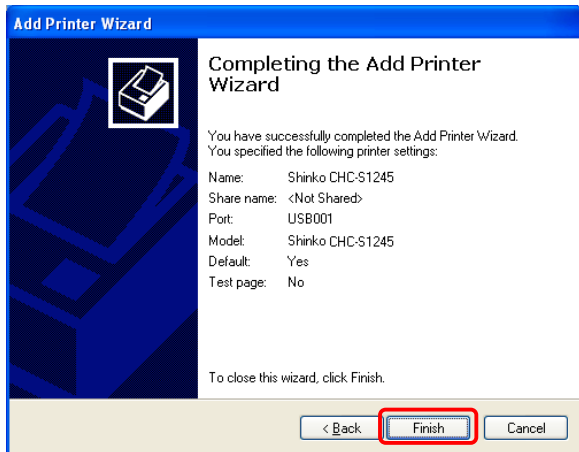 Add Printer Wizard
Completing the Add Printer
Wizard
You have successfully completed the Add Printer Wizard.
You specified the following printer settings:
Name: Shinko CHC-S1245
Share name: <Not Shared>
Port: USB001
Model: Shinko CHC-S1245
Default: Yes
Test page: No
To close this wizard, click Finish.
< Back Finish Cancel